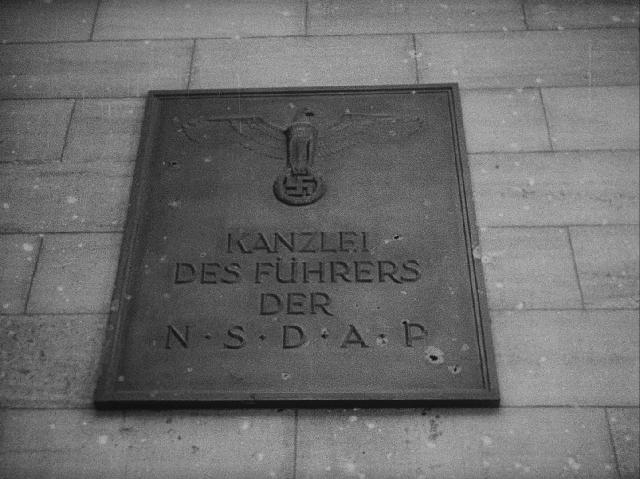 KANZLEI
DES FÜHRERS
DER
N·S·D·A·P